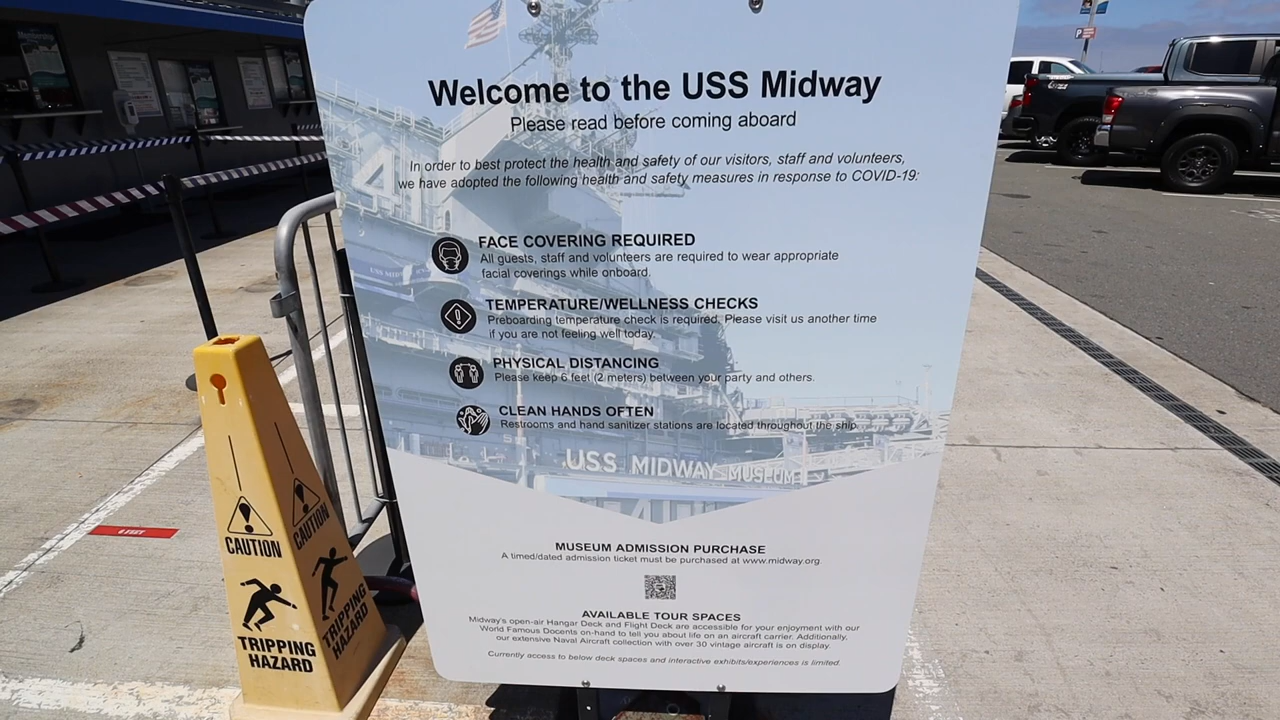 Welcome to the USS Midway
Please read before coming aboard
In order to best protect the health and safety of our visitors, staff and volunteers,
we have adopted the following health and safety measures in response to COVID-19:
FACE COVERING REQUIRED
All guests, staff and volunteers are required to wear appropriate
facial coverings while onboard.
TEMPERATURE/WELLNESS CHECKS
Preboarding temperature check is required. Please visit us another time
if you are not feeling well today.
PHYSICAL DISTANCING
Please keep 6 feet (2 meters) between your party and others.
CLEAN HANDS OFTEN
Restrooms and hand sanitizer stations are located throughout the ship.
USS MIDWAY MUSEUM
MUSEUM ADMISSION PURCHASE
A timed/dated admission ticket must be purchased at www.midway.org
AVAILABLE TOUR SPACES
Midway's open-air Hangar Deck and Flight Deck are accessible for your enjoyment with our
World Famous Docents on-hand to tell you about life on an aircraft carrier. Additionally,
our extensive Naval Aircraft collection with over 30 vintage aircraft is on display.
Currently access to below deck spaces and interactive exhibits/experiences is limited.
4
USS MID
41
CAUTION
TRIPPING
HAZARD
CAUTION
TRIPPING
HAZARD
6 FEET
Membership
P